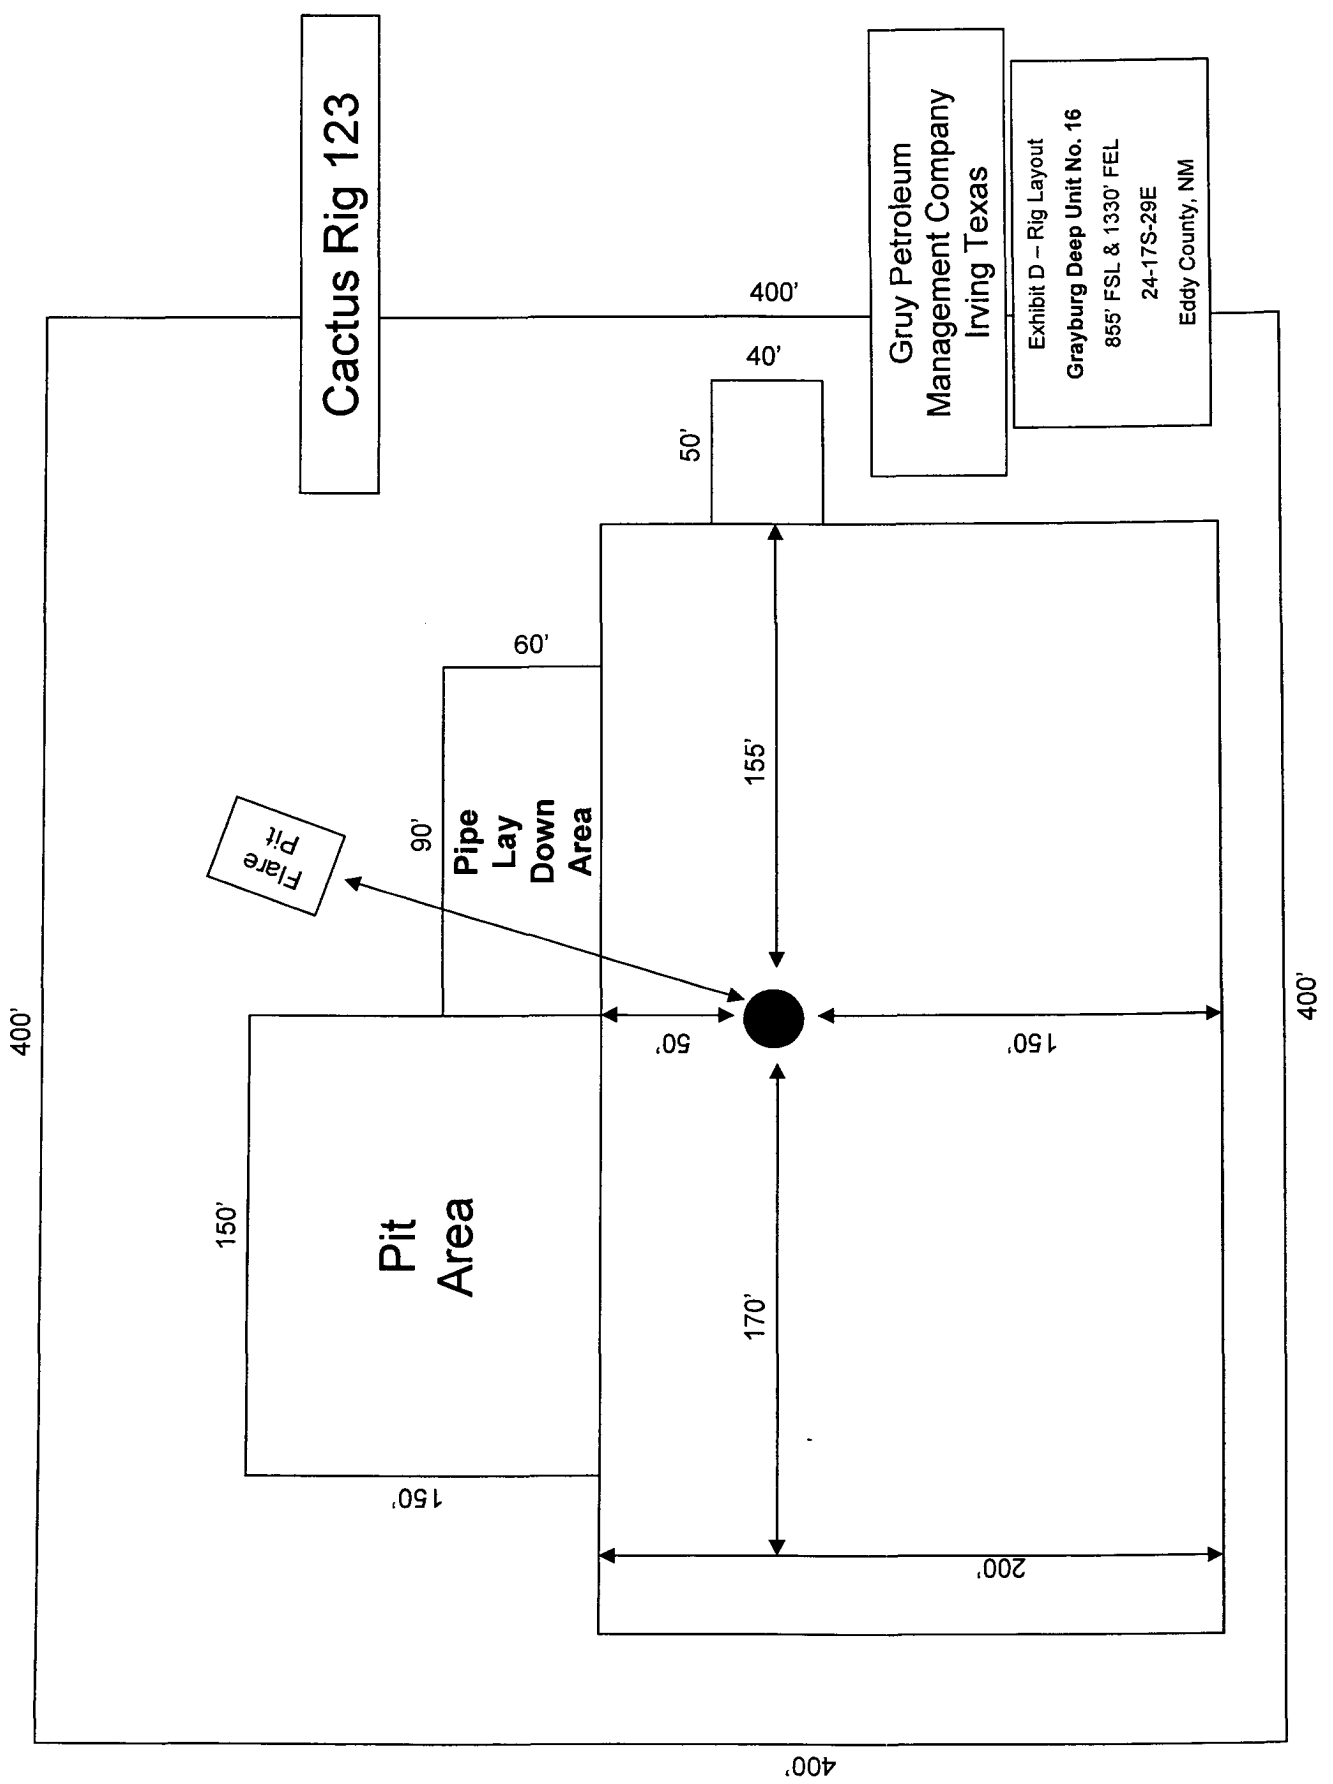 Cactus Rig 123
Gruy Petroleum
Management Company
Irving Texas
Exhibit D – Rig Layout
Grayburg Deep Unit No. 16
855' FSL & 1330' FEL
24-17S-29E
Eddy County, NM
400'
400'
400'
400'
40'
50'
60'
90'
Pipe
Lay
Down
Area
Flare
Pit
155'
50'
150'
170'
150'
Pit
Area
150'
200'